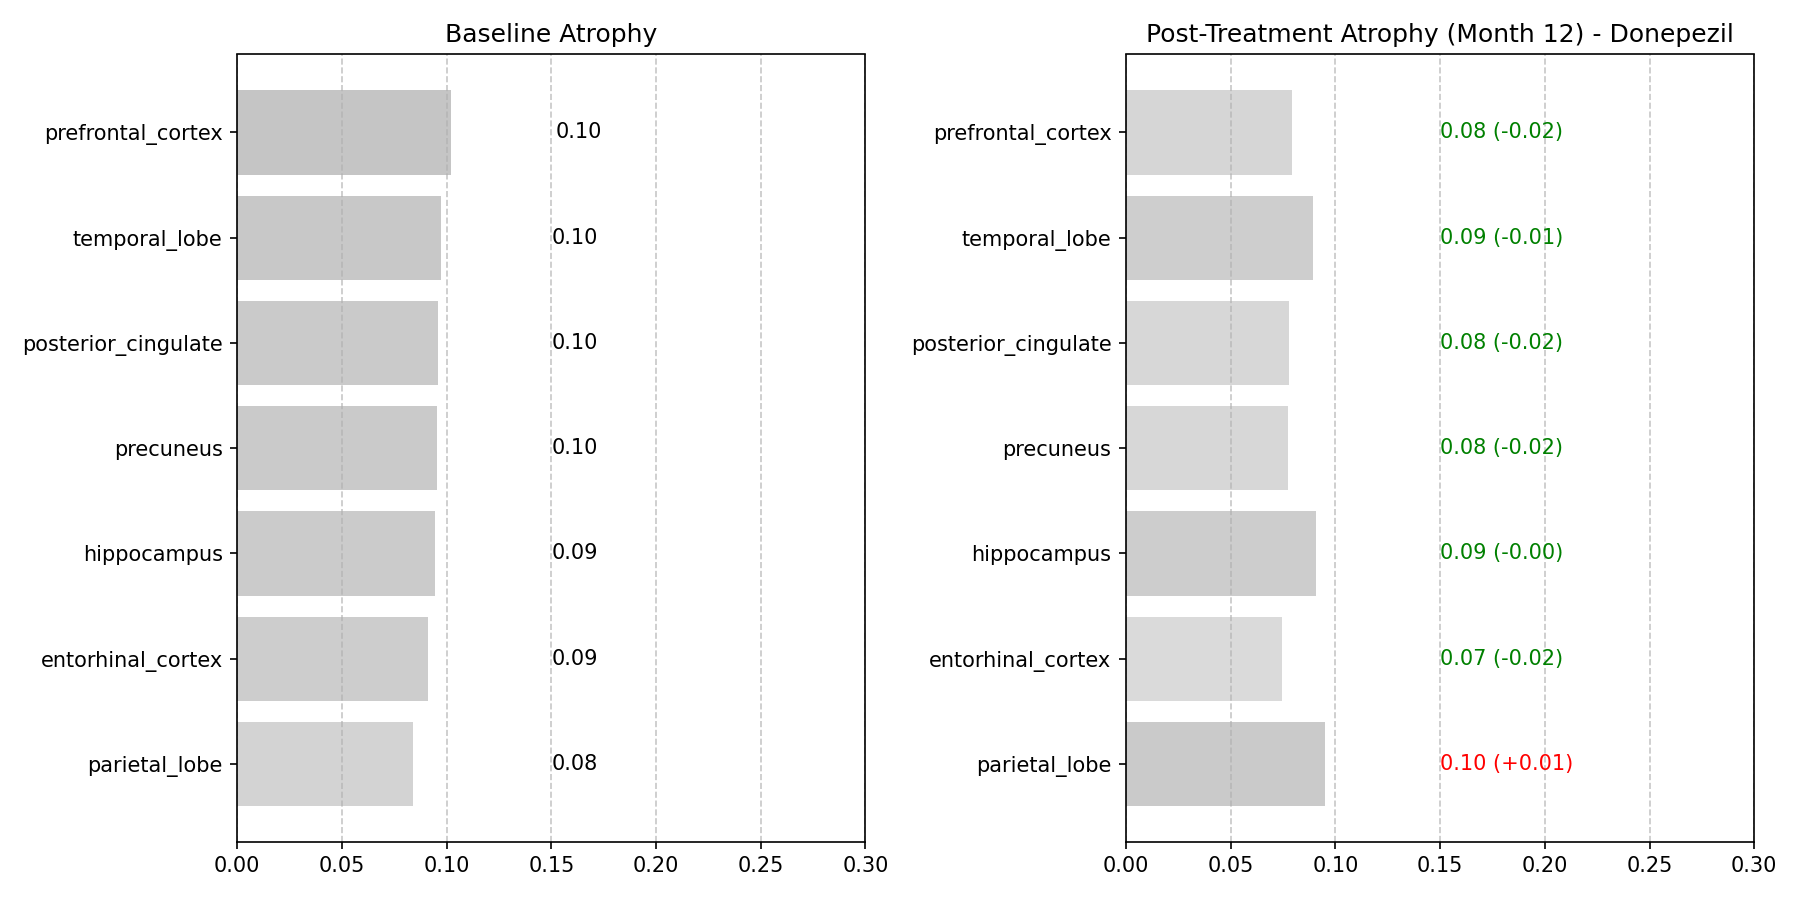 Baseline Atrophy
prefrontal_cortex
0.10
temporal_lobe
0.10
posterior_cingulate
0.10
precuneus
0.10
hippocampus
0.09
entorhinal_cortex
0.09
parietal_lobe
0.08
0.00 0.05 0.10 0.15 0.20 0.25 0.30
Post-Treatment Atrophy (Month 12) - Donepezil
prefrontal_cortex
0.08 (-0.02)
temporal_lobe
0.09 (-0.01)
posterior_cingulate
0.08 (-0.02)
precuneus
0.08 (-0.02)
hippocampus
0.09 (-0.00)
entorhinal_cortex
0.07 (-0.02)
parietal_lobe
0.10 (+0.01)
0.00 0.05 0.10 0.15 0.20 0.25 0.30